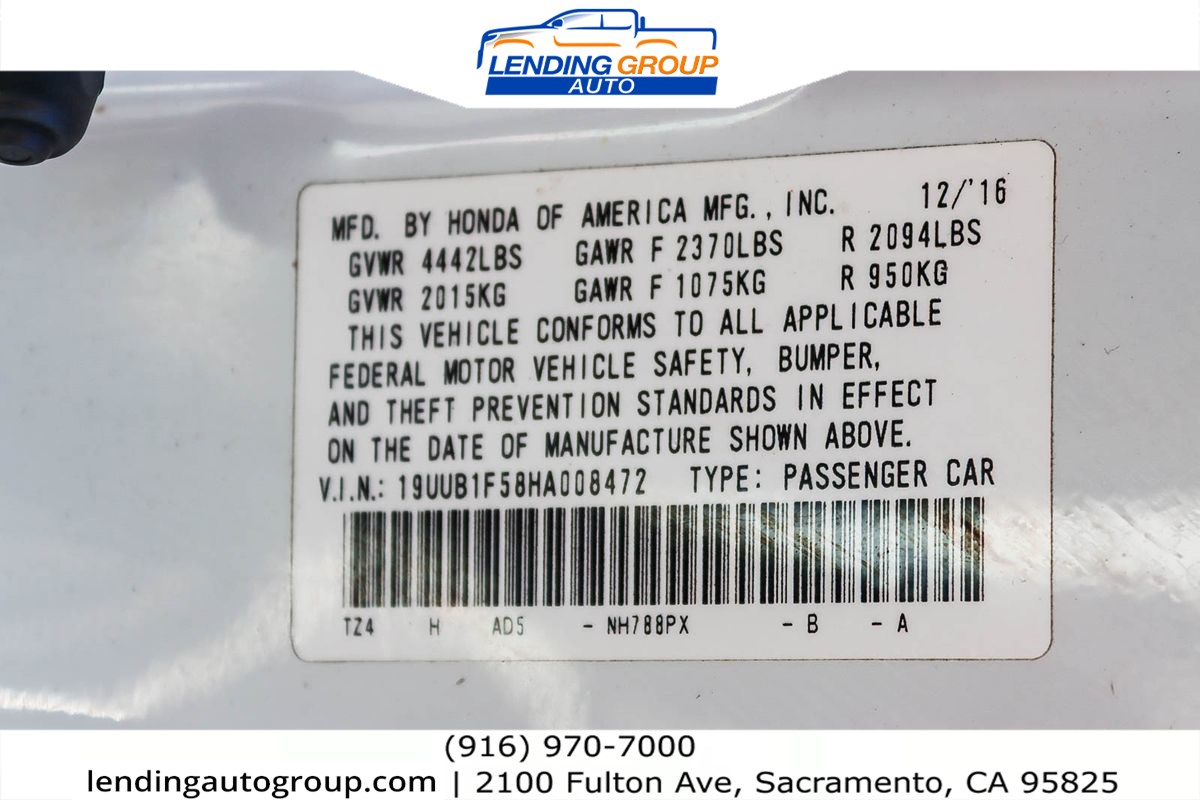 LENDING GROUP
AUTO
MFD. BY HONDA OF AMERICA MFG., INC. 12/'16
GVWR 4442LBS GAWR F 2370LBS R 2094LBS
GVWR 2015KG GAWR F 1075KG R 950KG
THIS VEHICLE CONFORMS TO ALL APPLICABLE
FEDERAL MOTOR VEHICLE SAFETY, BUMPER,
AND THEFT PREVENTION STANDARDS IN EFFECT
ON THE DATE OF MANUFACTURE SHOWN ABOVE.
V.I.N.: 19UUB1F58HA008472 TYPE: PASSENGER CAR
TZ4 H AD5 - NH788PX - B - A
(916) 970-7000
lendingautogroup.com | 2100 Fulton Ave, Sacramento, CA 95825